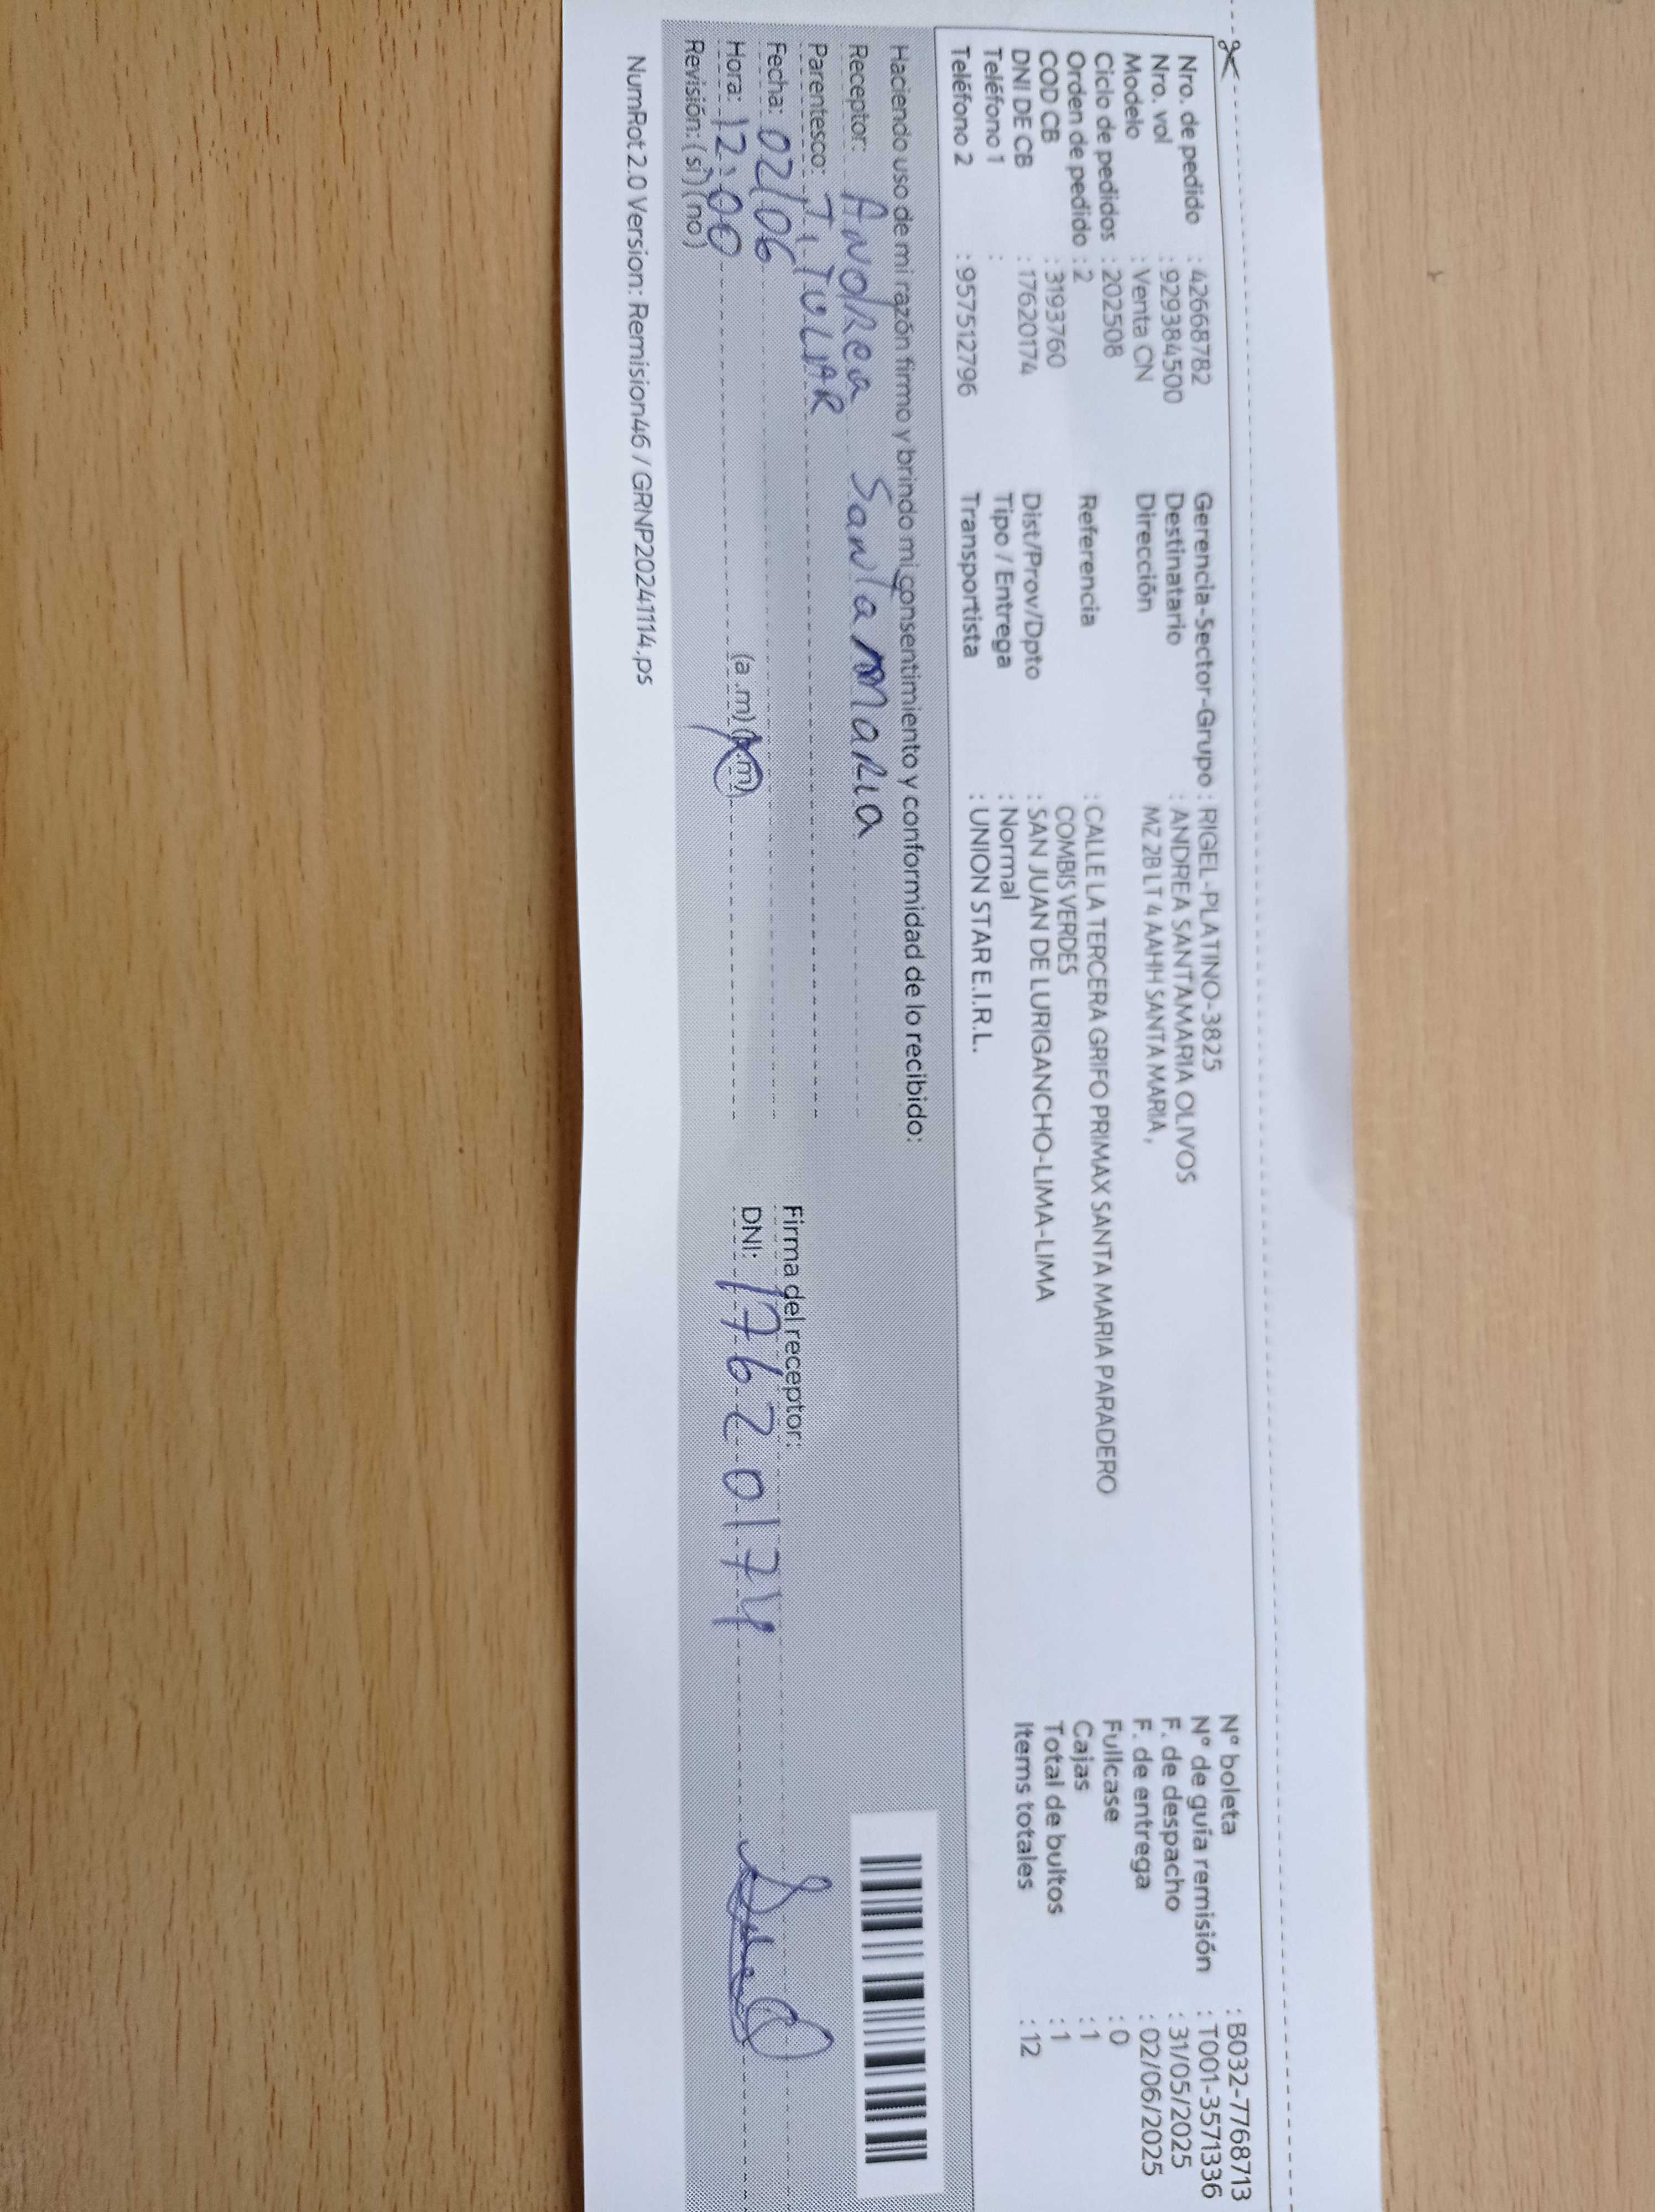 Nro. de pedido : 42668782
Nro. vol : 929384500
Modelo : Venta CN
Ciclo de pedidos : 202508
Orden de pedido : 2
COD CB : 3193760
DNI DE CB : 17620174
Teléfono 1 :
Teléfono 2 : 957512796
Gerencia-Sector-Grupo : RIGEL-PLATINO-3825
Destinatario : ANDREA SANTAMARIA OLIVOS
Dirección MZ 2B LT 4 AAHH SANTA MARIA ,
Referencia : CALLE LA TERCERA GRIFO PRIMAX SANTA MARIA PARADERO
COMBIS VERDES
Dist/Prov/Dpto : SAN JUAN DE LURIGANCHO-LIMA-LIMA
Tipo / Entrega : Normal
Transportista : UNION STAR E.I.R.L.
Nº boleta : B032-7768713
Nº de guía remisión : T001-3571336
F. de despacho : 31/05/2025
F. de entrega : 02/06/2025
Fullcase : 0
Cajas : 1
Total de bultos : 1
Items totales : 12
Haciendo uso de mi razón firmo y brindo mi consentimiento y conformidad de lo recibido:
Receptor: Andrea Santamaria
Parentesco: TITULAR
Fecha: 02/06
Hora: 12:00 (a .m) (p.m)
Revisión: (si) (no)
Firma del receptor:
DNI: 17620174
NumRot 2.0 Version: Remision46 / GRNP20241114.ps